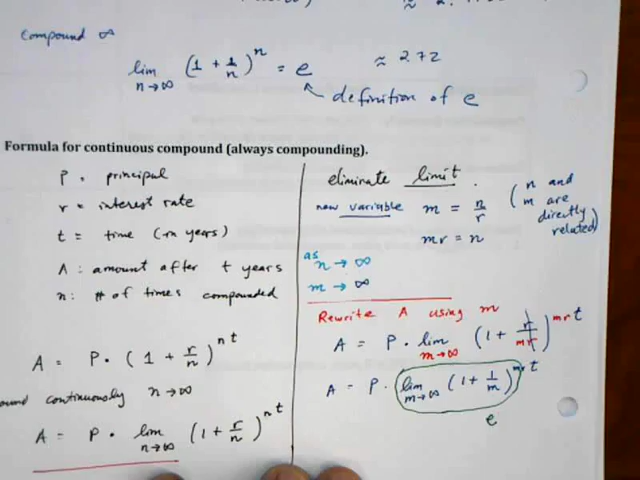 compound ∞
lim n→∞ (1 + 1/n)^n = e ≈ 2.72
definition of e
Formula for continuous compound (always compounding).
P = principal
r = interest rate
t = time (in years)
A: amount after t years
n: # of times compounded
A = P · (1 + r/n)^nt
continuously n→∞
A = P · lim n→∞ (1 + r/n)^nt
eliminate limit.
new variable m = n/r (n and m are directly related)
mr = n
as n → ∞
m → ∞
Rewrite A using m
A = P · lim m→∞ (1 + r/mr)^mrt
A = P · lim m→∞ (1 + 1/m)^mrt
e